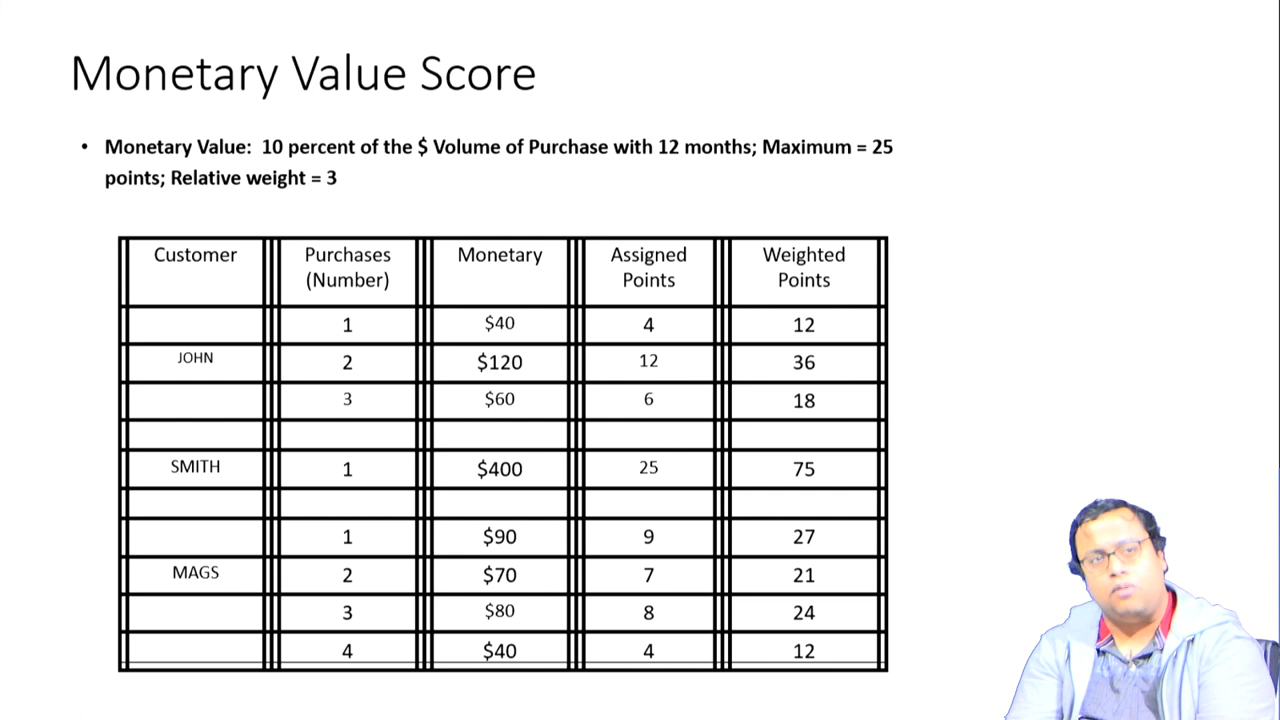 Monetary Value Score
• Monetary Value: 10 percent of the $ Volume of Purchase with 12 months; Maximum = 25
points; Relative weight = 3
Customer Purchases (Number) Monetary Assigned Points Weighted Points
1 $40 4 12
JOHN 2 $120 12 36
3 $60 6 18
SMITH 1 $400 25 75
1 $90 9 27
MAGS 2 $70 7 21
3 $80 8 24
4 $40 4 12